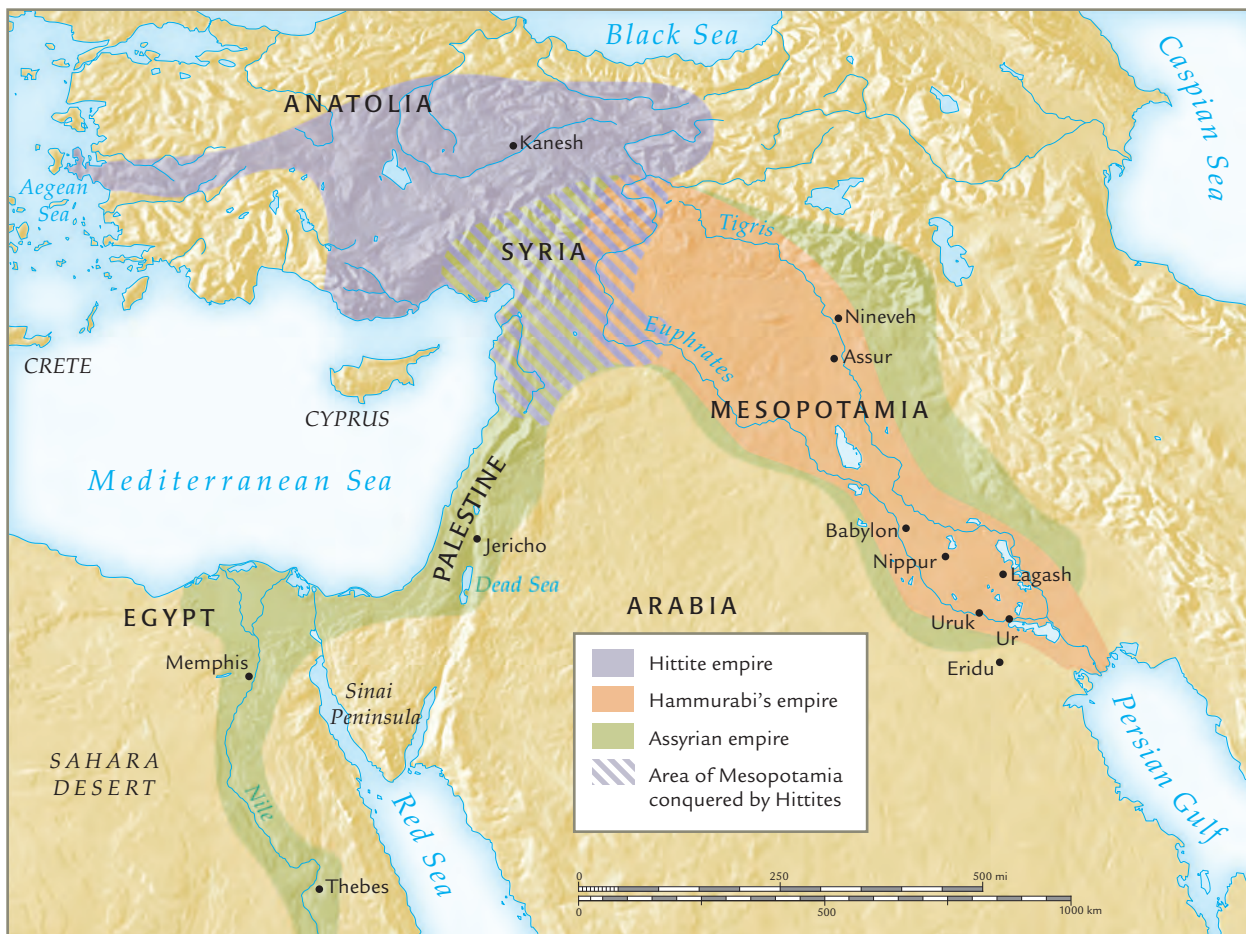 Black Sea
Caspian Sea
ANATOLIA
Kanesh
Aegean
Sea
SYRIA
Tigris
Nineveh
Euphrates
Assur
CRETE
MESOPOTAMIA
CYPRUS
Mediterranean Sea
PALESTINE
Babylon
Jericho
Nippur
Lagash
Dead Sea
ARABIA
EGYPT
Uruk
Ur
Memphis
Eridu
Sinai
Peninsula
Persian Gulf
SAHARA
DESERT
Nile
Red Sea
Thebes
Hittite empire
Hammurabi's empire
Assyrian empire
Area of Mesopotamia
conquered by Hittites
0 250 500 mi
0 500 1000 km